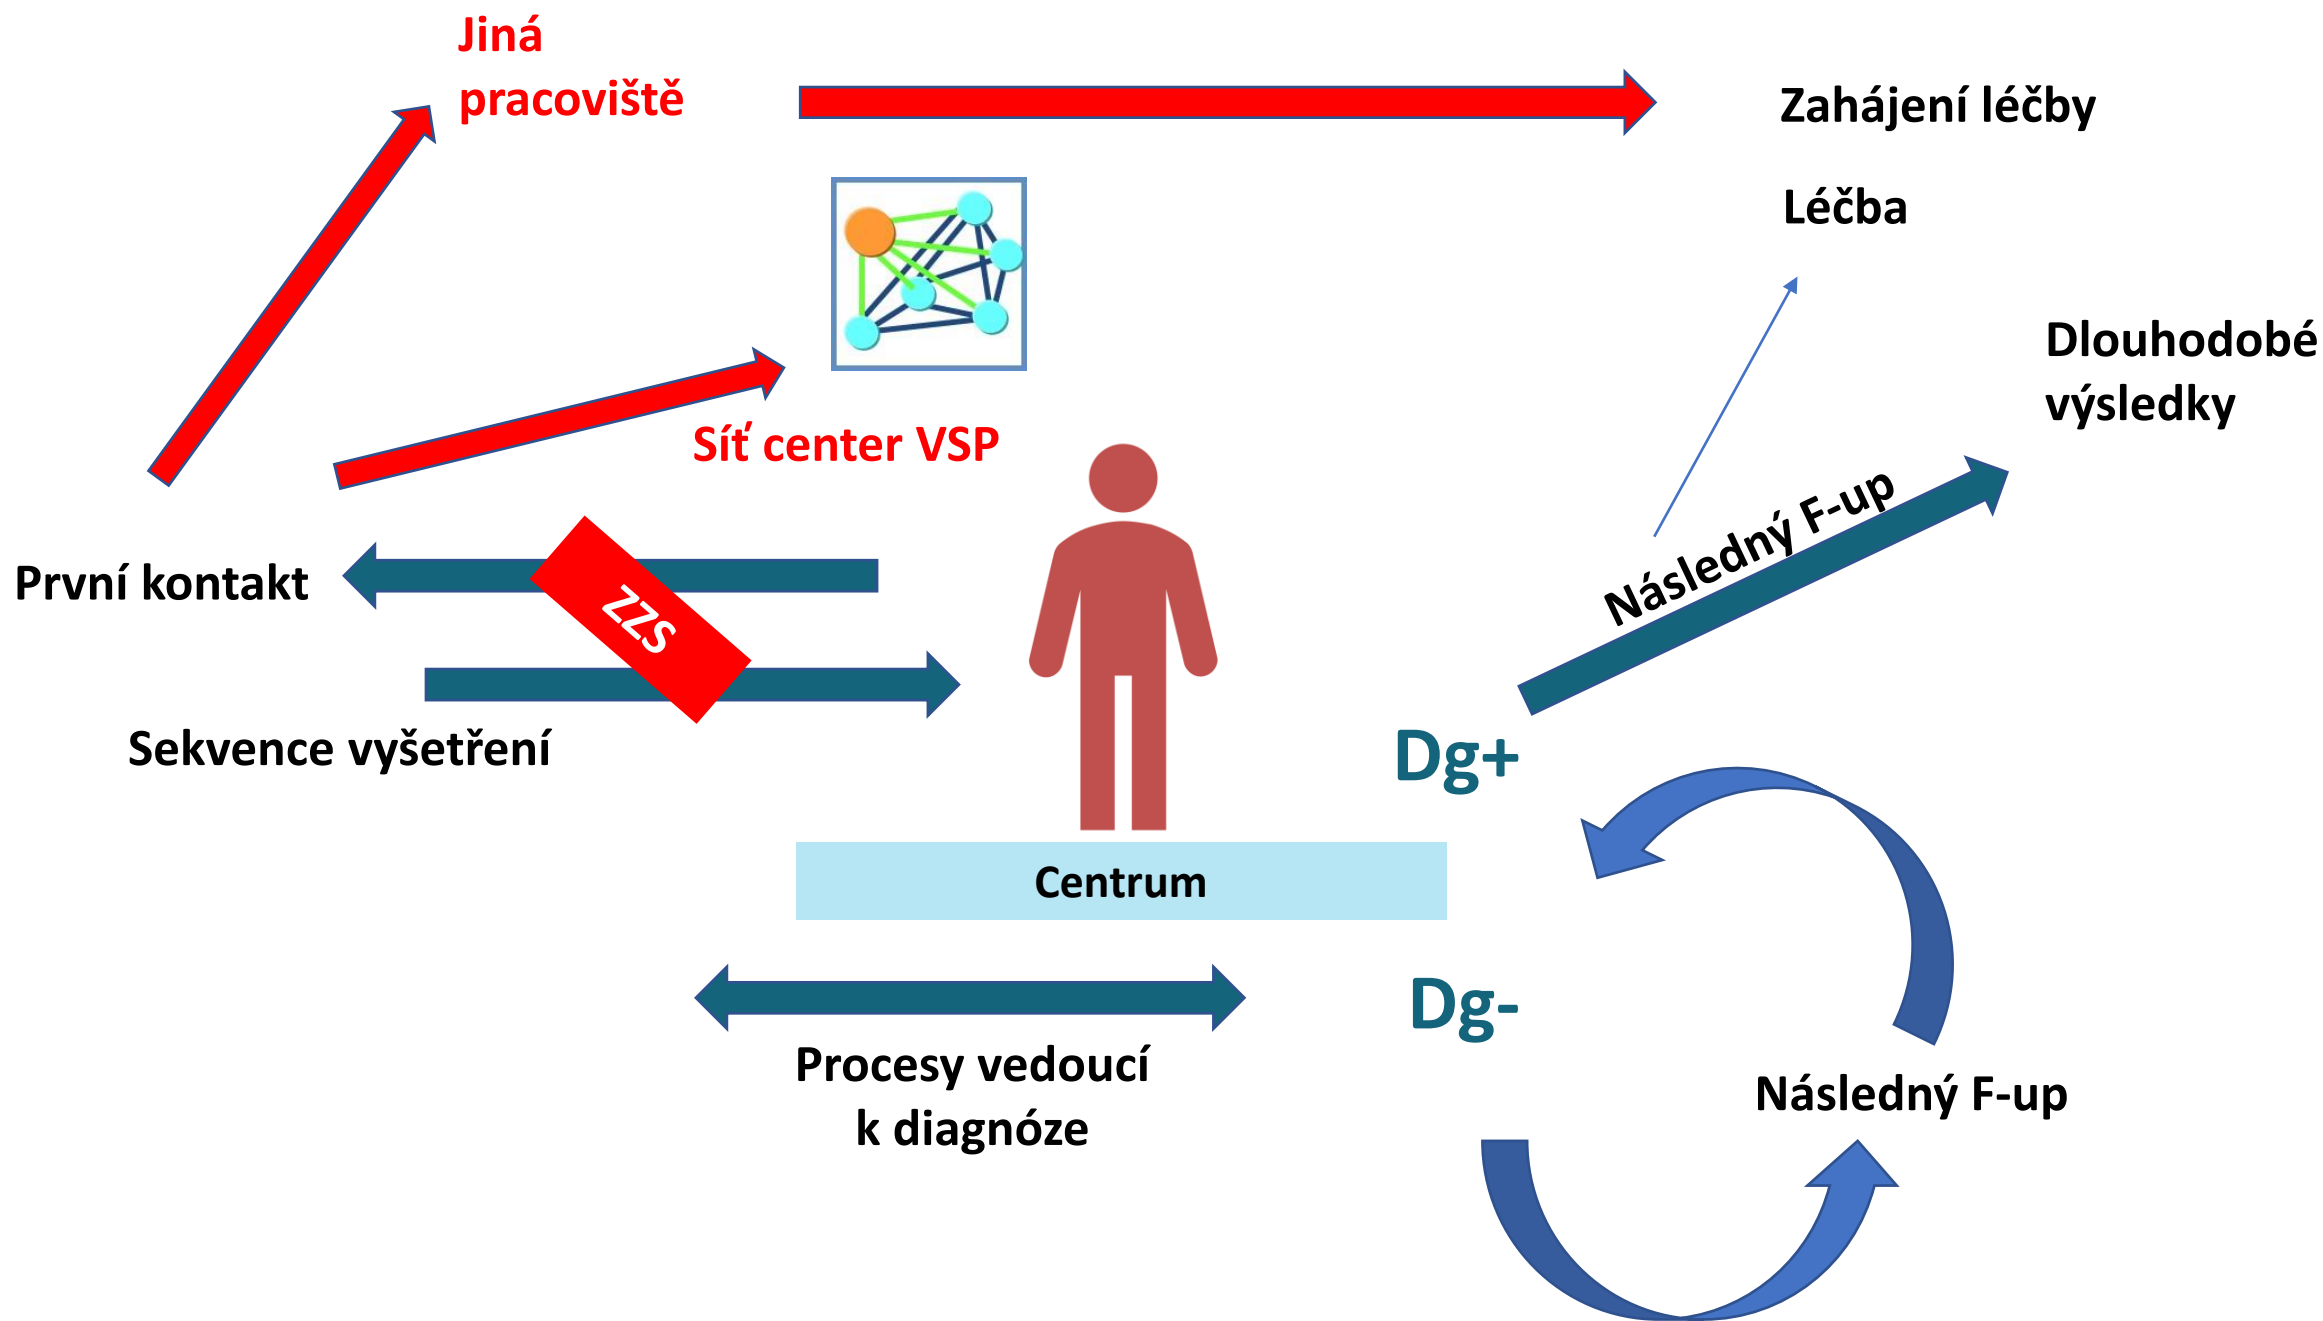 Jiná
pracoviště
Zahájení léčby
Léčba
Dlouhodobé
výsledky
Síť center VSP
Následný F-up
První kontakt
ZZS
Sekvence vyšetření
Dg+
Centrum
Dg-
Procesy vedoucí
k diagnóze
Následný F-up